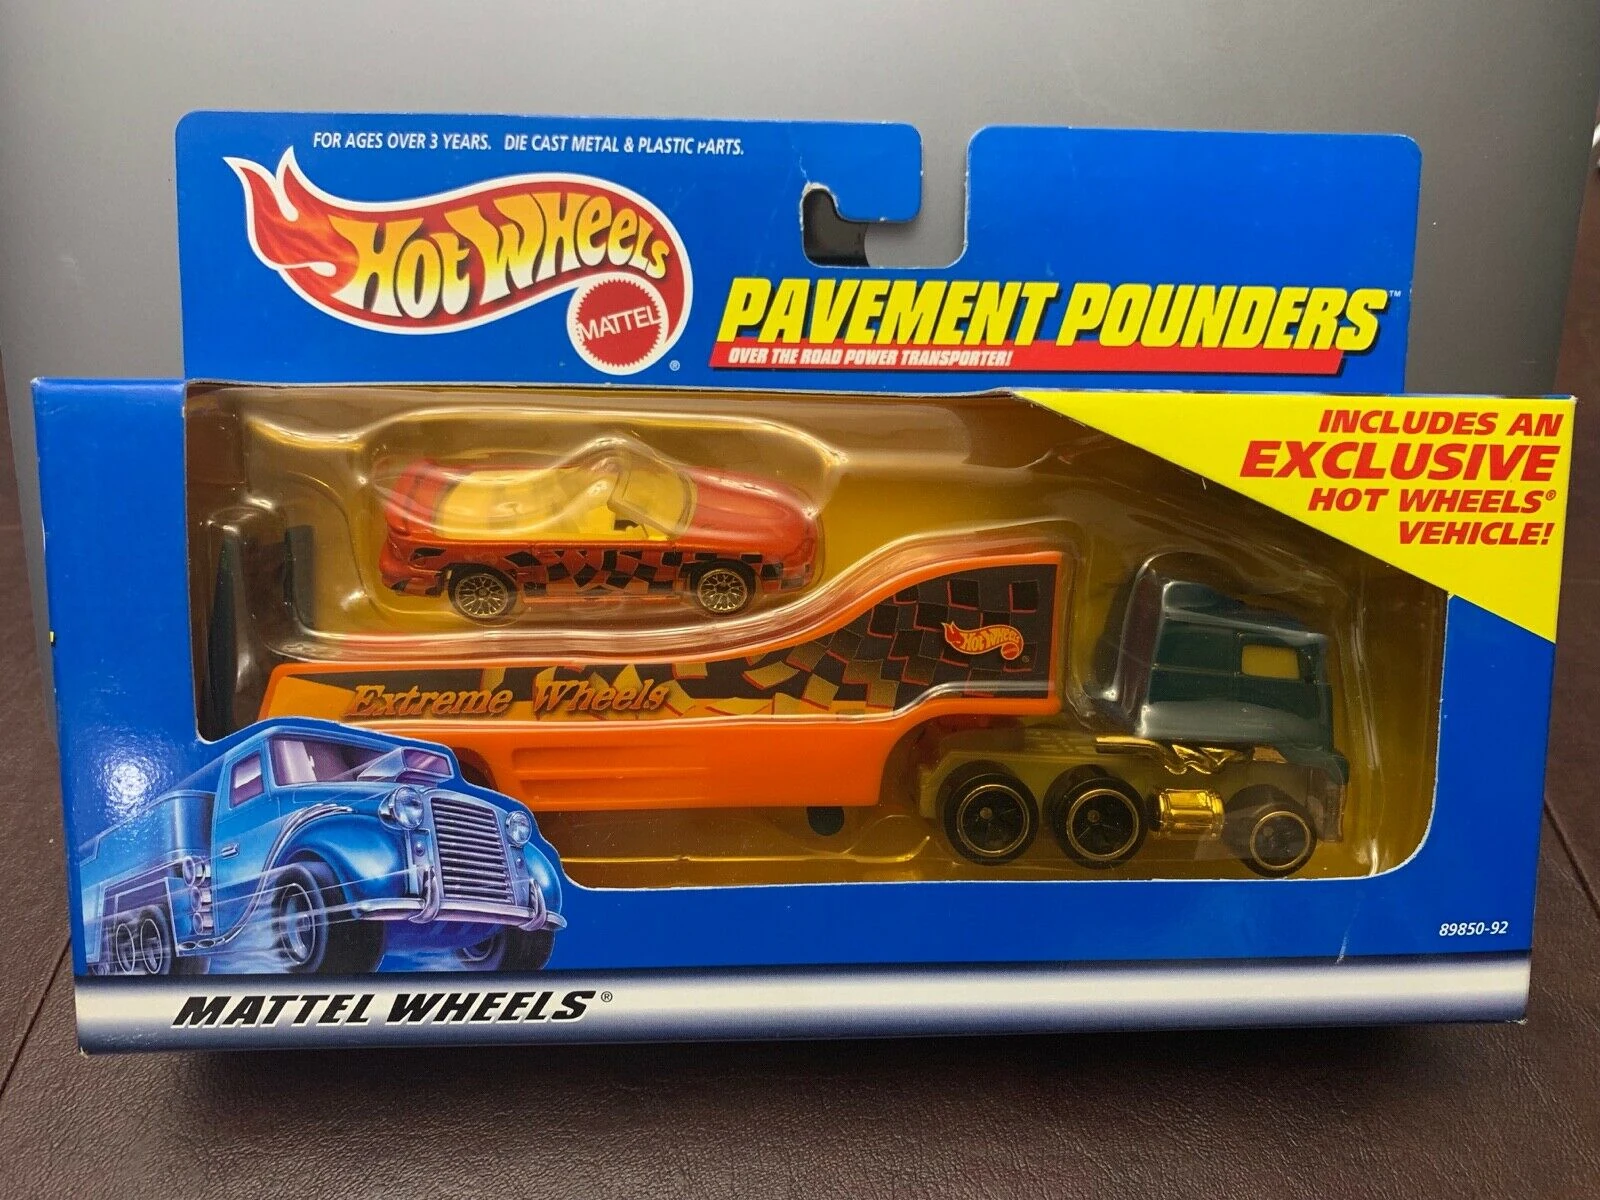 FOR AGES OVER 3 YEARS. DIE CAST METAL & PLASTIC PARTS.
HOT WHEELS
MATTEL
®
PAVEMENT POUNDERS™
OVER THE ROAD POWER TRANSPORTER!
INCLUDES AN
EXCLUSIVE
HOT WHEELS®
VEHICLE!
HOT WHEELS
®
Extreme Wheels
89850-92
MATTEL WHEELS®